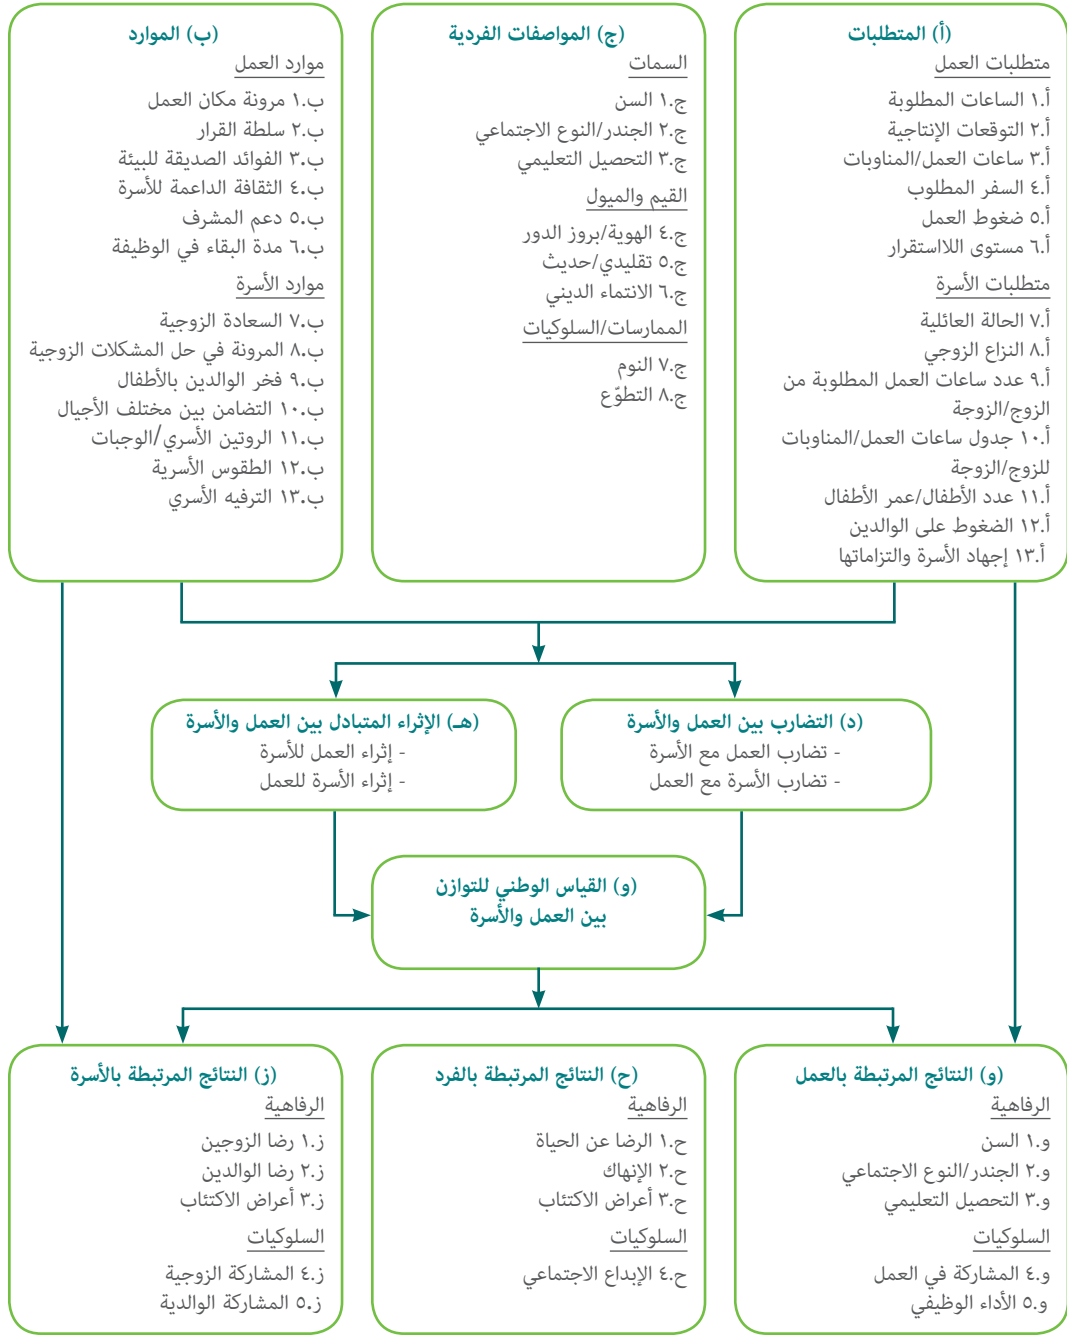 (أ) المتطلبات
متطلبات العمل
أ.١ الساعات المطلوبة
أ.٢ التوقعات الإنتاجية
أ.٣ ساعات العمل/المناوبات
أ.٤ السفر المطلوب
أ.٥ ضغوط العمل
أ.٦ مستوى اللااستقرار
متطلبات الأسرة
أ.٧ الحالة العائلية
أ.٨ النزاع الزوجي
أ.٩ عدد ساعات العمل المطلوبة من
الزوج/الزوجة
أ.١٠ جدول ساعات العمل/المناوبات
للزوج/الزوجة
أ.١١ عدد الأطفال/عمر الأطفال
أ.١٢ الضغوط على الوالدين
أ.١٣ إجهاد الأسرة والتزاماتها
(ج) المواصفات الفردية
السمات
ج.١ السن
ج.٢ الجندر/النوع الاجتماعي
ج.٣ التحصيل التعليمي
القيم والميول
ج.٤ الهوية/بروز الدور
ج.٥ تقليدي/حديث
ج.٦ الانتماء الديني
الممارسات/السلوكيات
ج.٧ النوم
ج.٨ التطوّع
(ب) الموارد
موارد العمل
ب.١ مرونة مكان العمل
ب.٢ سلطة القرار
ب.٣ الفوائد الصديقة للبيئة
ب.٤ الثقافة الداعمة للأسرة
ب.٥ دعم المشرف
ب.٦ مدة البقاء في الوظيفة
موارد الأسرة
ب.٧ السعادة الزوجية
ب.٨ المرونة في حل المشكلات الزوجية
ب.٩ فخر الوالدين بالأطفال
ب.١٠ التضامن بين مختلف الأجيال
ب.١١ الروتين الأسري/الوجبات
ب.١٢ الطقوس الأسرية
ب.١٣ الترفيه الأسري
(د) التضارب بين العمل والأسرة
- تضارب العمل مع الأسرة
- تضارب الأسرة مع العمل
(هـ) الإثراء المتبادل بين العمل والأسرة
- إثراء العمل للأسرة
- إثراء الأسرة للعمل
(و) القياس الوطني للتوازن
بين العمل والأسرة
(و) النتائج المرتبطة بالعمل
الرفاهية
و.١ السن
و.٢ الجندر/النوع الاجتماعي
و.٣ التحصيل التعليمي
السلوكيات
و.٤ المشاركة في العمل
و.٥ الأداء الوظيفي
(ح) النتائج المرتبطة بالفرد
الرفاهية
ح.١ الرضا عن الحياة
ح.٢ الإنهاك
ح.٣ أعراض الاكتئاب
السلوكيات
ح.٤ الإبداع الاجتماعي
(ز) النتائج المرتبطة بالأسرة
الرفاهية
ز.١ رضا الزوجين
ز.٢ رضا الوالدين
ز.٣ أعراض الاكتئاب
السلوكيات
ز.٤ المشاركة الزوجية
ز.٥ المشاركة الوالدية